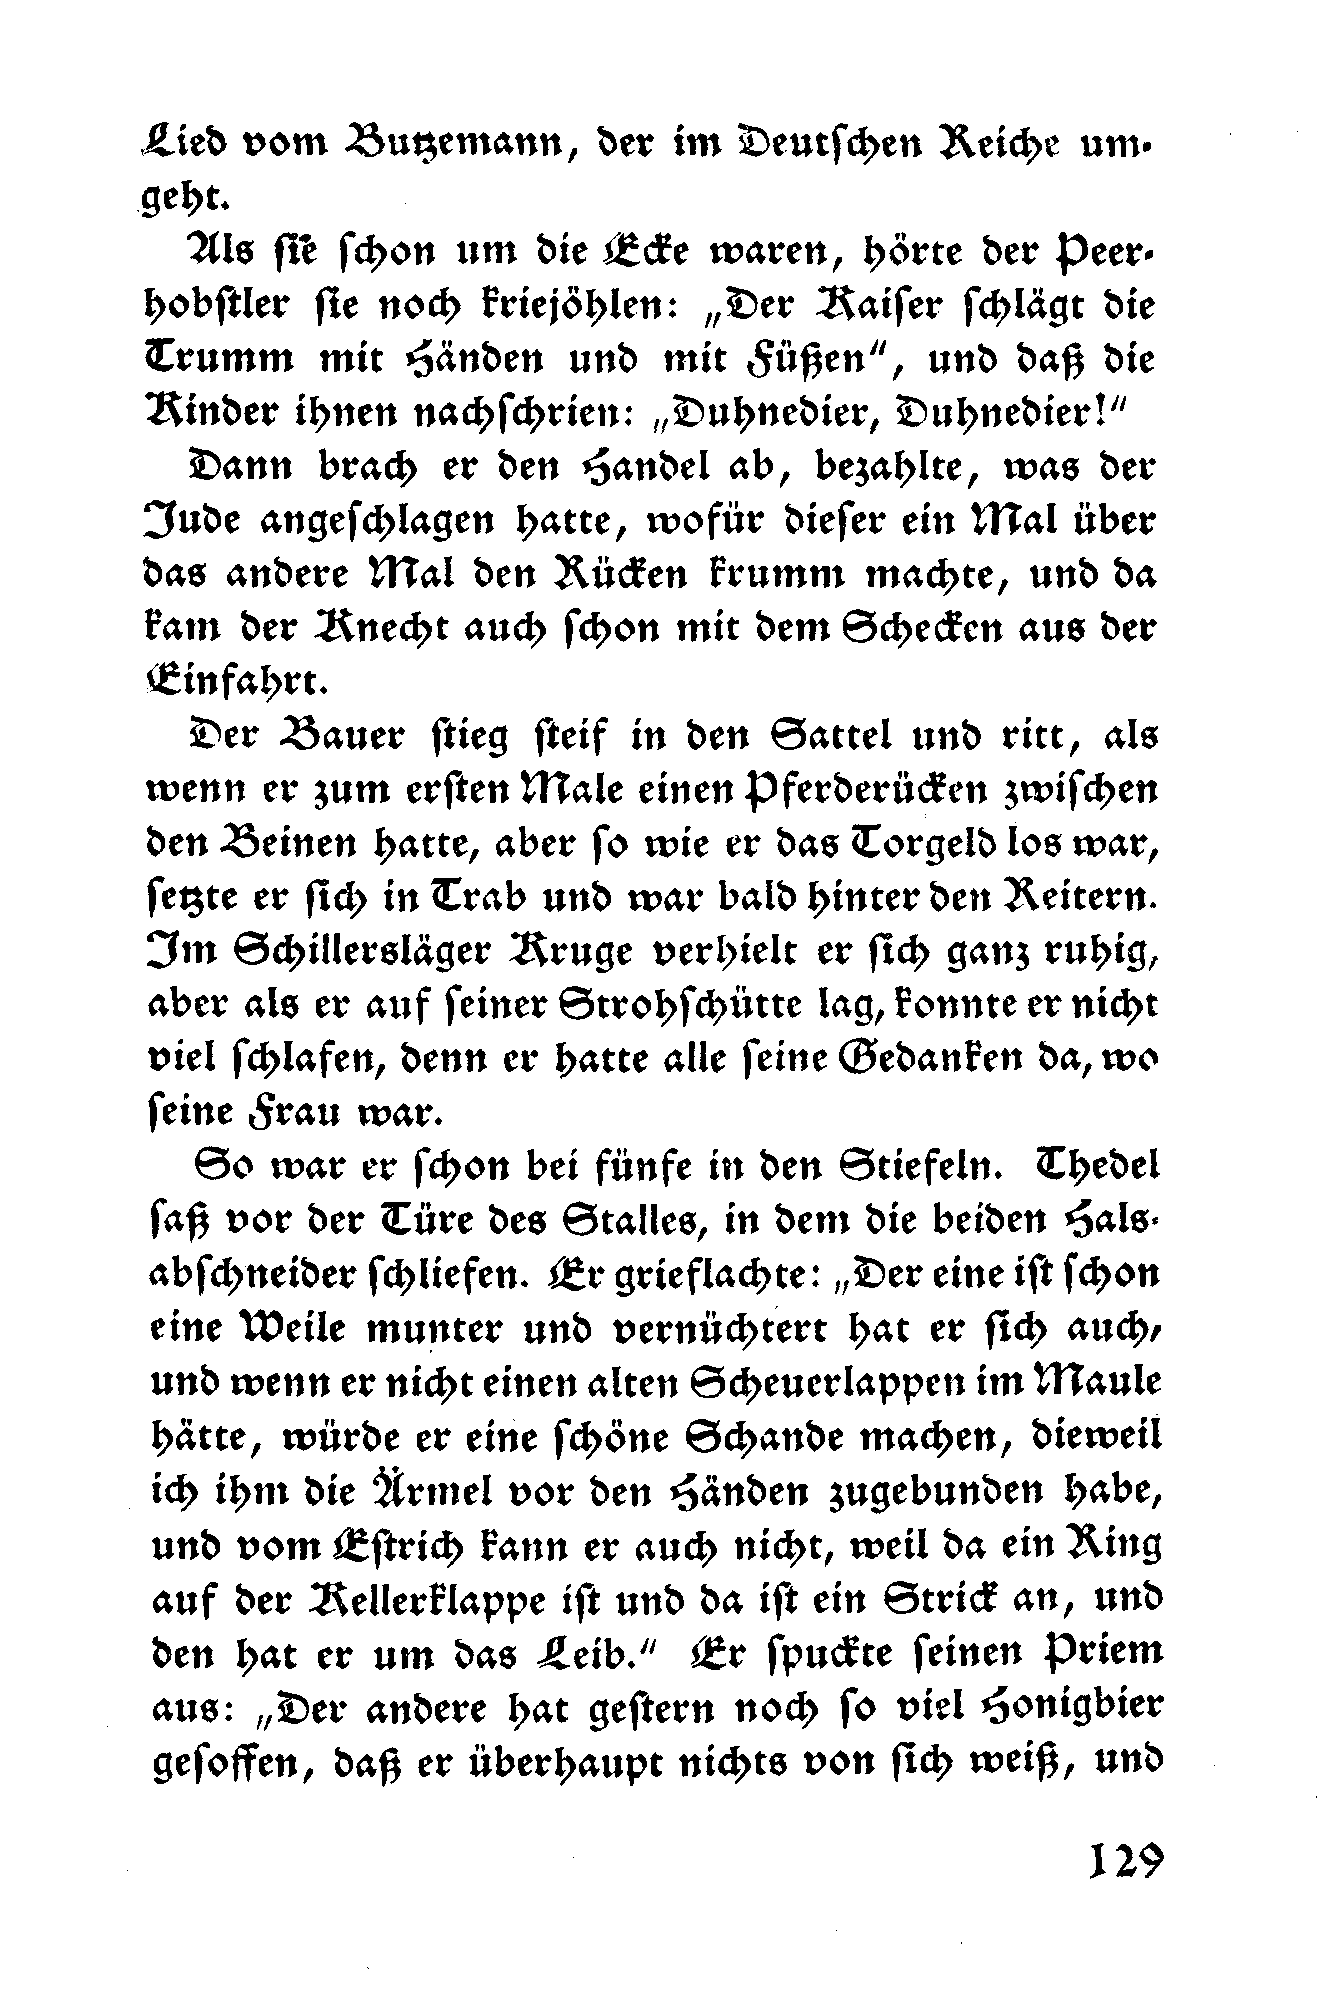 Lied vom Butzemann, der im Deutschen Reiche um-
geht.
Als sie schon um die Ecke waren, hörte der Peer-
hobstler sie noch kriejöhlen: „Der Kaiser schlägt die
Trumm mit Händen und mit Füßen“, und daß die
Kinder ihnen nachschrien: „Duhnedier, Duhnedier!“
Dann brach er den Handel ab, bezahlte, was der
Jude angeschlagen hatte, wofür dieser ein Mal über
das andere Mal den Rücken krumm machte, und da
kam der Knecht auch schon mit dem Schecken aus der
Einfahrt.
Der Bauer stieg steif in den Sattel und ritt, als
wenn er zum ersten Male einen Pferderücken zwischen
den Beinen hatte, aber so wie er das Torgeld los war,
setzte er sich in Trab und war bald hinter den Reitern.
Im Schillersläger Kruge verhielt er sich ganz ruhig,
aber als er auf seiner Strohschütte lag, konnte er nicht
viel schlafen, denn er hatte alle seine Gedanken da, wo
seine Frau war.
So war er schon bei fünfe in den Stiefeln. Thedel
saß vor der Türe des Stalles, in dem die beiden Hals-
abschneider schliefen. Er grieflachte: „Der eine ist schon
eine Weile munter und vernüchtert hat er sich auch,
und wenn er nicht einen alten Scheuerlappen im Maule
hätte, würde er eine schöne Schande machen, dieweil
ich ihm die Ärmel vor den Händen zugebunden habe,
und vom Estrich kann er auch nicht, weil da ein Ring
auf der Kellerklappe ist und da ist ein Strick an, und
den hat er um das Leib.“ Er spuckte seinen Priem
aus: „Der andere hat gestern noch so viel Honigbier
gesoffen, daß er überhaupt nichts von sich weiß, und
129